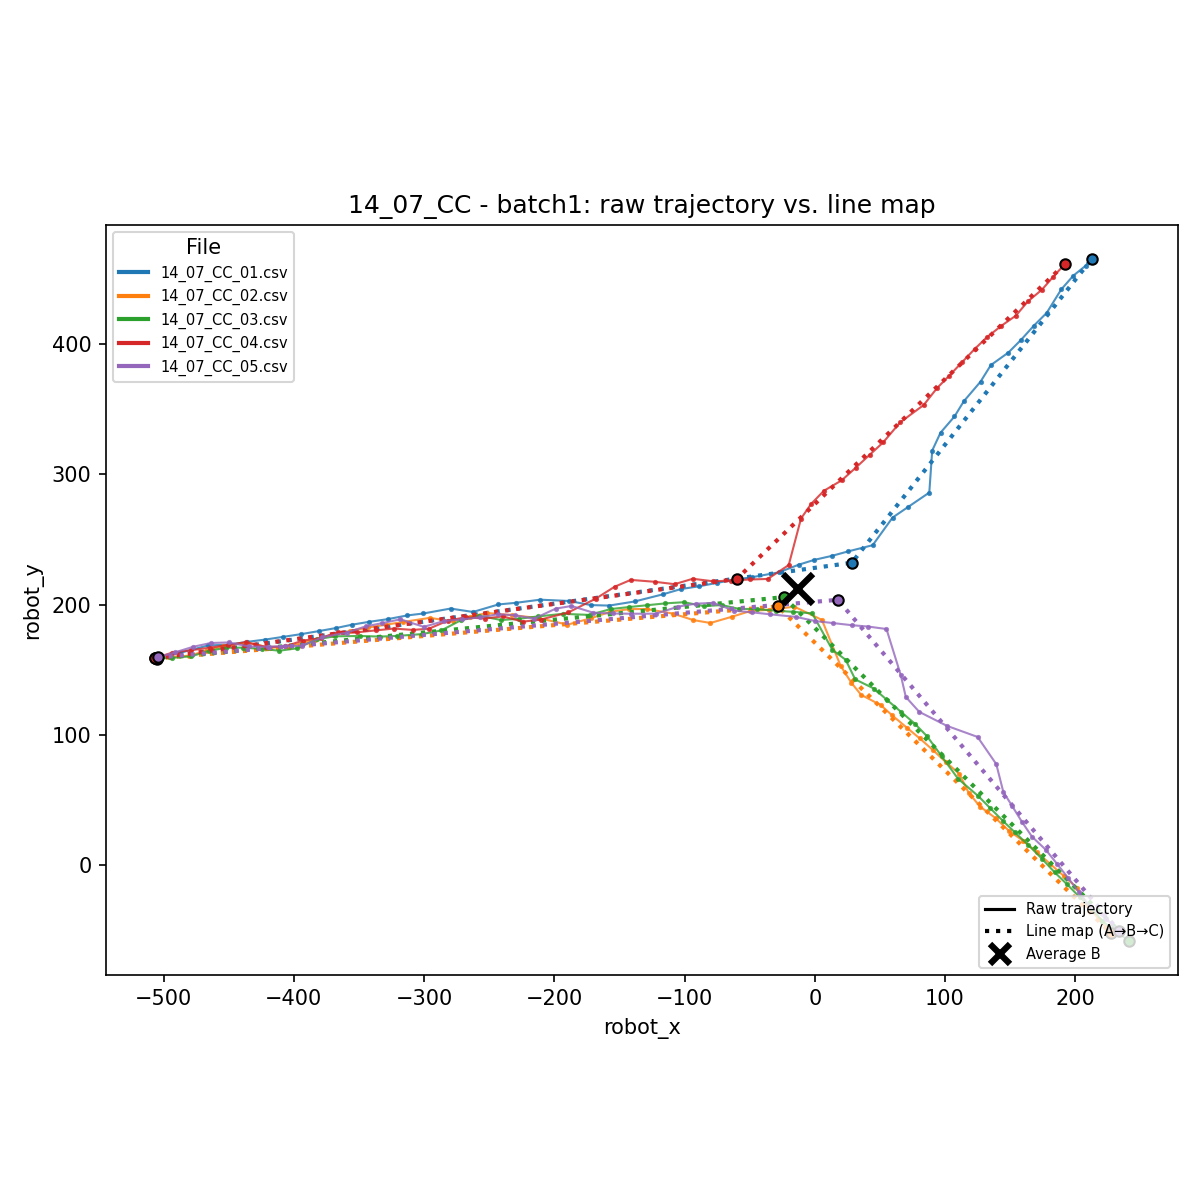 14_07_CC - batch1: raw trajectory vs. line map
File
14_07_CC_01.csv
14_07_CC_02.csv
14_07_CC_03.csv
14_07_CC_04.csv
14_07_CC_05.csv
robot_y
400
300
200
100
0
Raw trajectory
Line map (A→B→C)
Average B
−500 −400 −300 −200 −100 0 100 200
robot_x